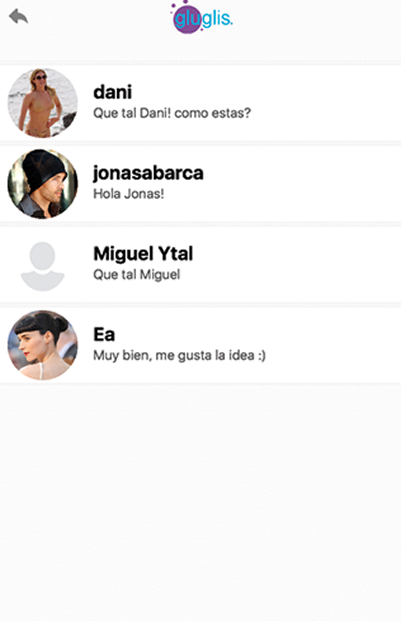 gluglis.
dani
Que tal Dani! como estas?
jonasabarca
Hola Jonas!
Miguel Ytal
Que tal Miguel
Ea
Muy bien, me gusta la idea :)